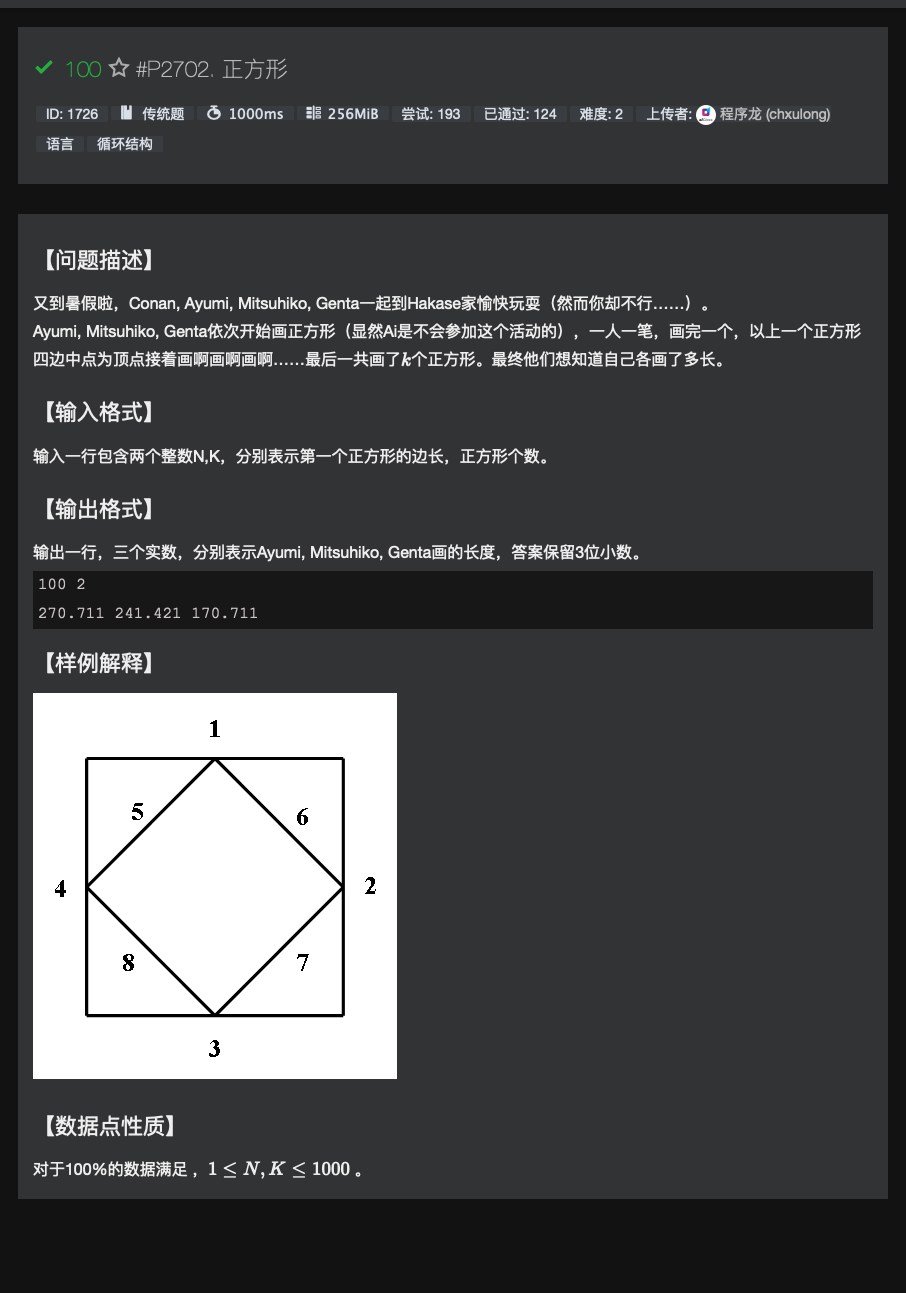 100 #P2702. 正方形
ID: 1726 传统题 1000ms 256MiB 尝试: 193 已通过: 124 难度: 2 上传者: 程序龙 (chxulong)
语言 循环结构
【问题描述】
又到暑假啦，Conan, Ayumi, Mitsuhiko, Genta一起到Hakase家愉快玩耍（然而你却不行……）。
Ayumi, Mitsuhiko, Genta依次开始画正方形（显然Ai是不会参加这个活动的），一人一笔，画完一个，以上一个正方形
四边中点为顶点接着画啊画啊画啊……最后一共画了k个正方形。最终他们想知道自己各画了多长。
【输入格式】
输入一行包含两个整数N,K，分别表示第一个正方形的边长，正方形个数。
【输出格式】
输出一行，三个实数，分别表示Ayumi, Mitsuhiko, Genta画的长度，答案保留3位小数。
100 2
270.711 241.421 170.711
【样例解释】
1
5 6
4 2
8 7
3
【数据点性质】
对于100%的数据满足 ，1 ≤ N, K ≤ 1000 。